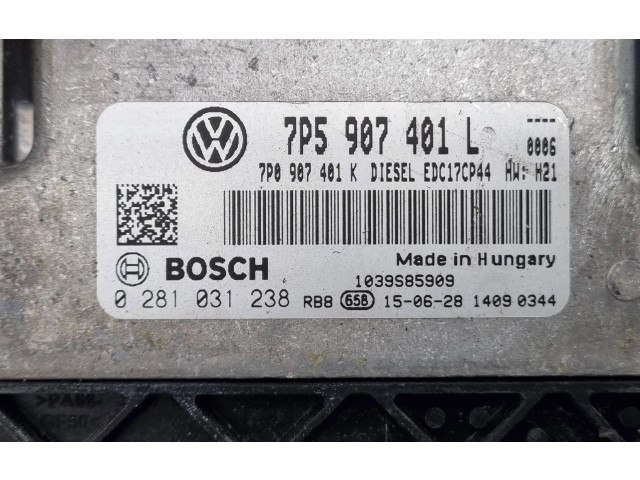 7P5 907 401 L ----
0006
7P0 907 401 K DIESEL EDC17CP44 HW: H21
Made in Hungary
BOSCH
1039S85909
0 281 031 238 RB8 658 15-06-28 1409 0344